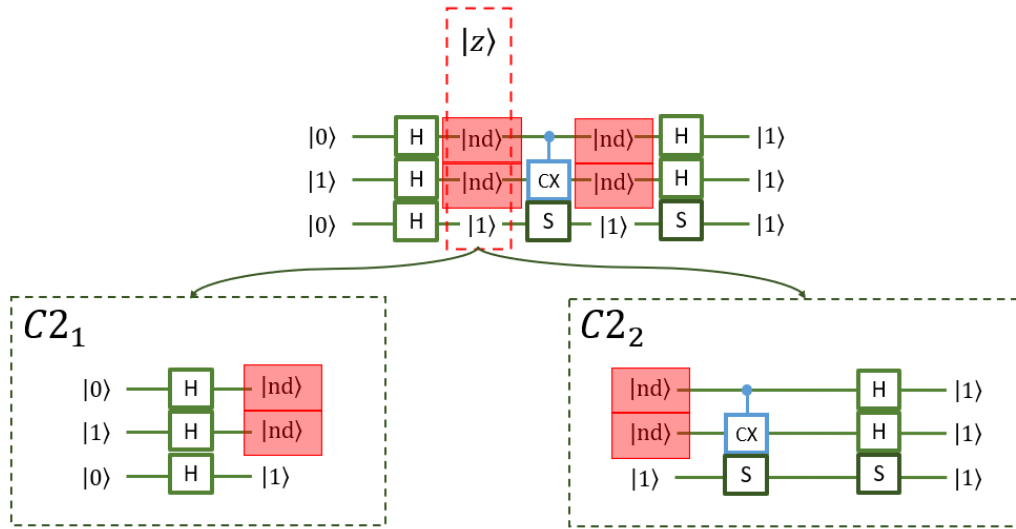 |z⟩
|0⟩ H |nd⟩ |nd⟩ H |1⟩
|1⟩ H |nd⟩ CX |nd⟩ H |1⟩
|0⟩ H |1⟩ S |1⟩ S |1⟩
C2₁
|0⟩ H |nd⟩
|1⟩ H |nd⟩
|0⟩ H |1⟩
C2₂
|nd⟩ H |1⟩
|nd⟩ CX H |1⟩
|1⟩ S S |1⟩